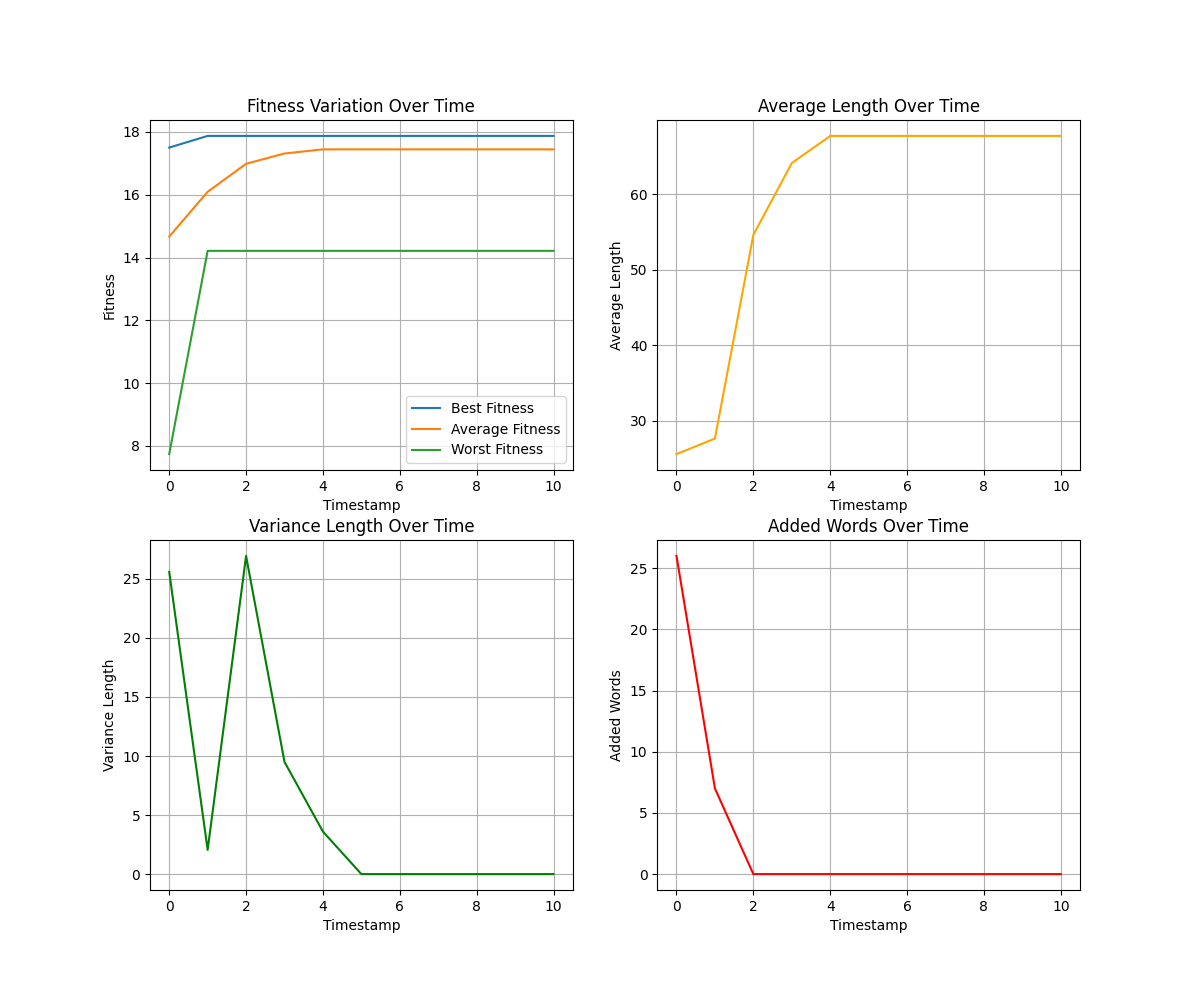 Fitness Variation Over Time
18
16
14
12
10
8
Fitness
Best Fitness
Average Fitness
Worst Fitness
0 2 4 6 8 10
Timestamp
Average Length Over Time
60
50
40
30
Average Length
0 2 4 6 8 10
Timestamp
Variance Length Over Time
25
20
15
10
5
0
Variance Length
0 2 4 6 8 10
Timestamp
Added Words Over Time
25
20
15
10
5
0
Added Words
0 2 4 6 8 10
Timestamp